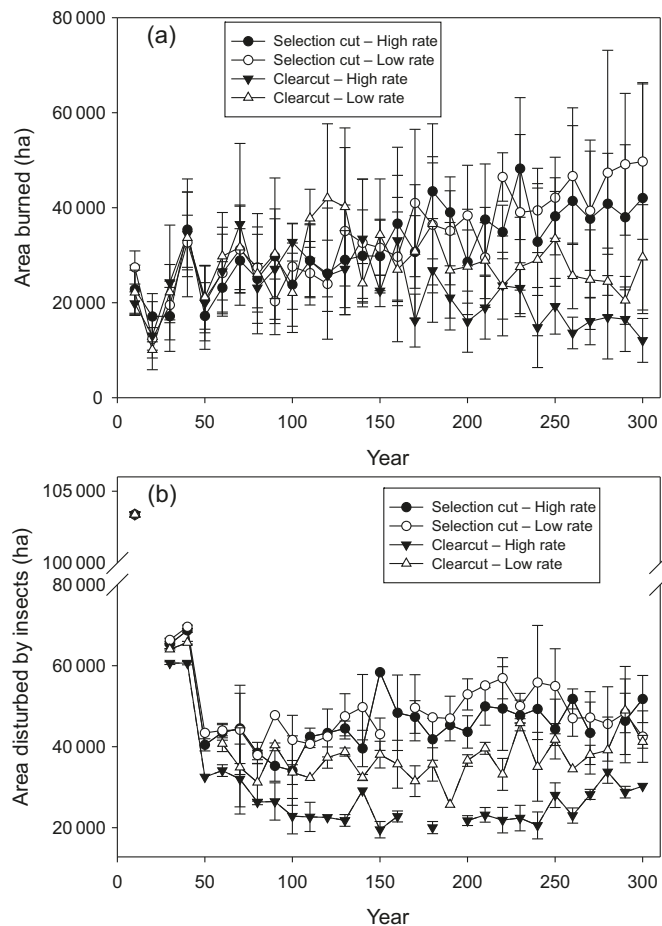 (a)
Selection cut – High rate
Selection cut – Low rate
Clearcut – High rate
Clearcut – Low rate
80 000
60 000
40 000
20 000
0
Area burned (ha)
0 50 100 150 200 250 300
Year
(b)
Selection cut – High rate
Selection cut – Low rate
Clearcut – High rate
Clearcut – Low rate
105 000
100 000
80 000
60 000
40 000
20 000
Area disturbed by insects (ha)
0 50 100 150 200 250 300
Year